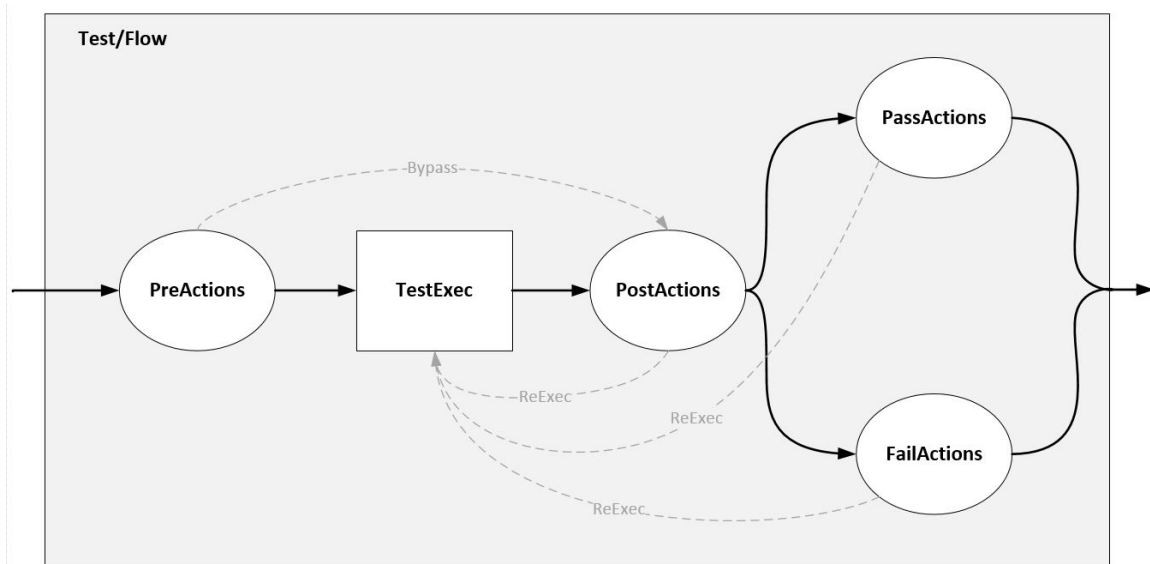 Test/Flow
PassActions
Bypass
PreActions
TestExec
PostActions
ReExec
ReExec
FailActions
ReExec